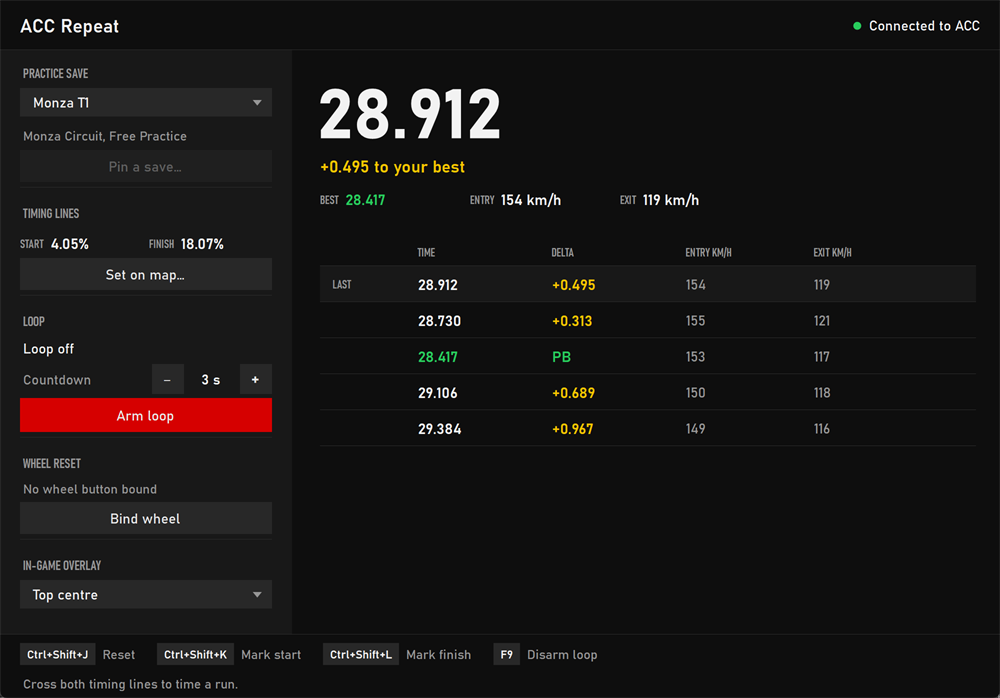 ACC Repeat
Connected to ACC
PRACTICE SAVE
Monza T1
Monza Circuit, Free Practice
Pin a save...
TIMING LINES
START 4.05% FINISH 18.07%
Set on map...
LOOP
Loop off
Countdown – 3 s +
Arm loop
WHEEL RESET
No wheel button bound
Bind wheel
IN-GAME OVERLAY
Top centre
28.912
+0.495 to your best
BEST 28.417 ENTRY 154 km/h EXIT 119 km/h
TIME DELTA ENTRY KM/H EXIT KM/H
LAST 28.912 +0.495 154 119
28.730 +0.313 155 121
28.417 PB 153 117
29.106 +0.689 150 118
29.384 +0.967 149 116
Ctrl+Shift+J Reset Ctrl+Shift+K Mark start Ctrl+Shift+L Mark finish F9 Disarm loop
Cross both timing lines to time a run.